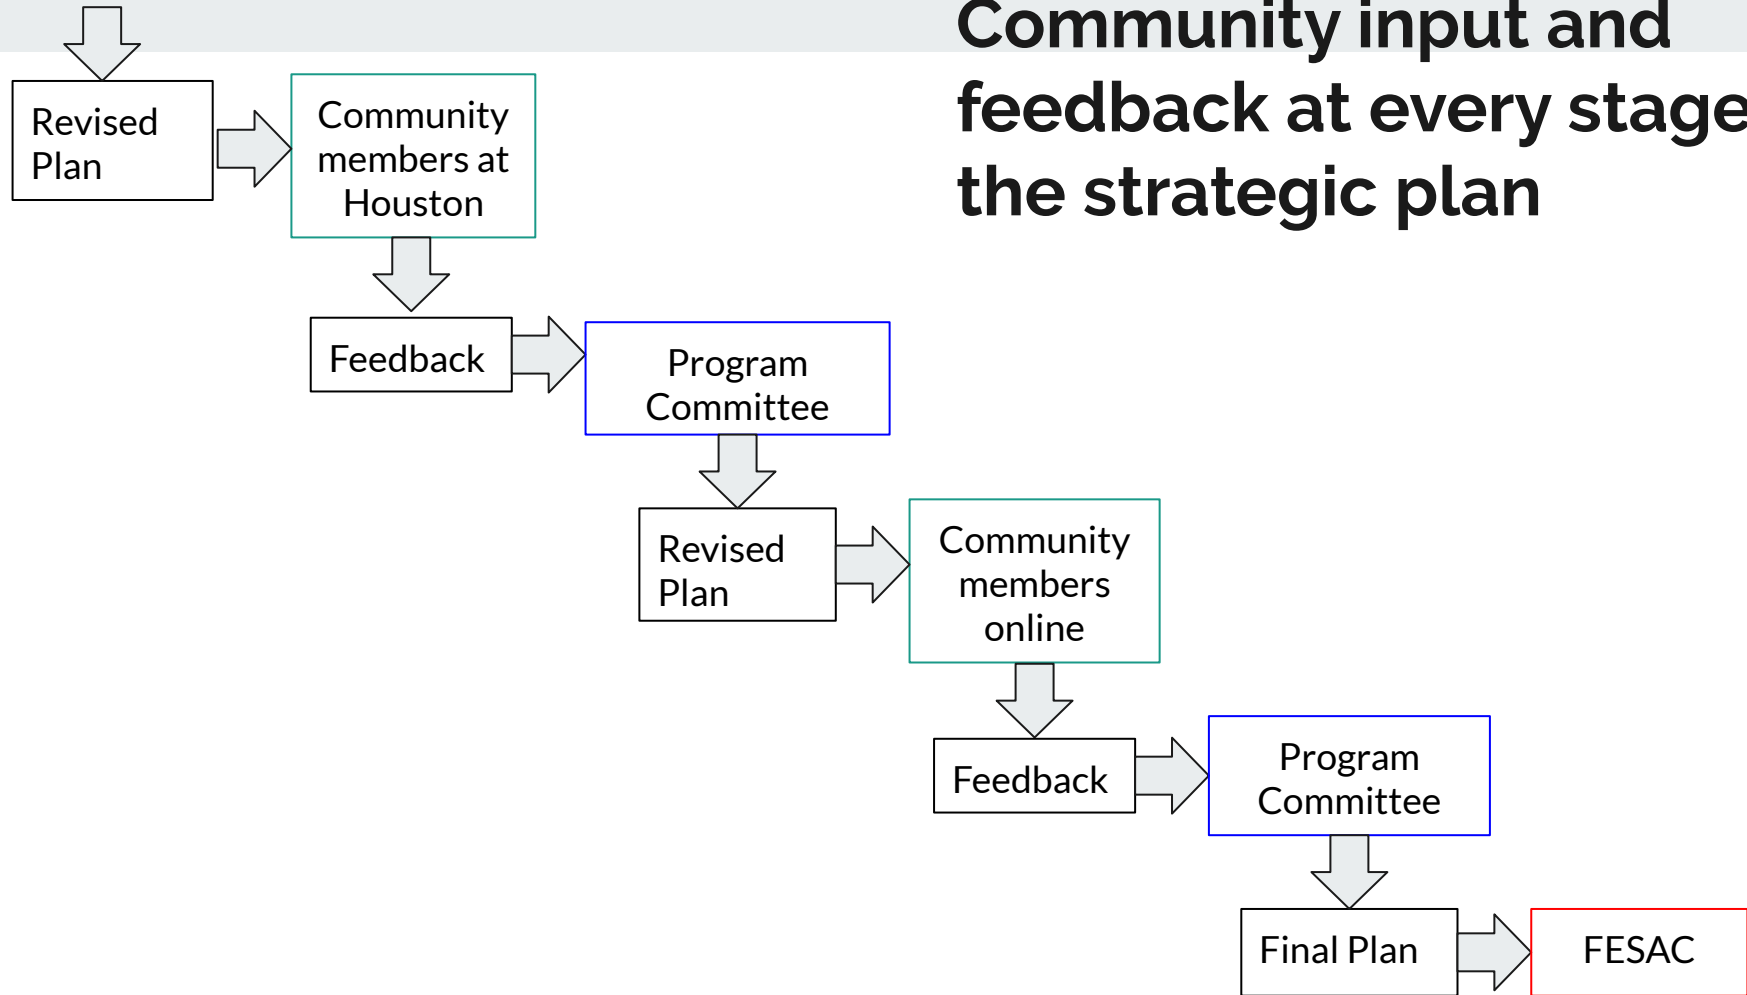 Community input and
feedback at every stage
the strategic plan
Revised
Plan
Community
members at
Houston
Feedback
Program
Committee
Revised
Plan
Community
members
online
Feedback
Program
Committee
Final Plan
FESAC